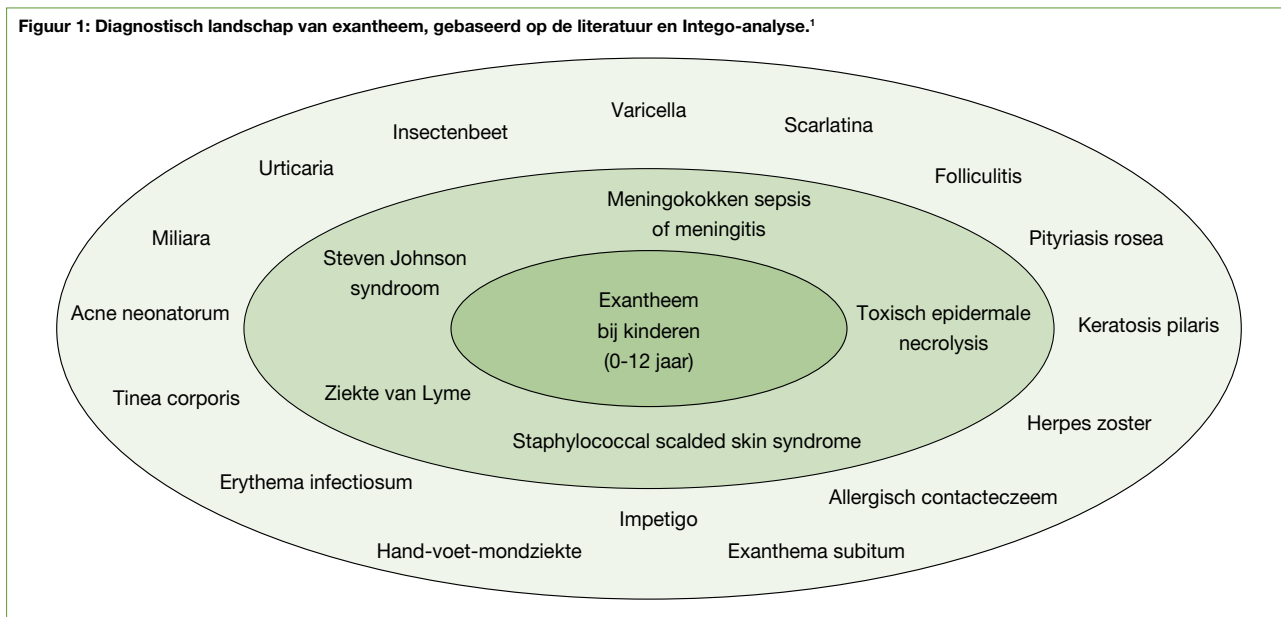 Figuur 1: Diagnostisch landschap van exantheem, gebaseerd op de literatuur en Intego-analyse.¹
Varicella
Scarlatina
Insectenbeet
Urticaria
Folliculitis
Meningokokken sepsis
of meningitis
Miliara
Pityriasis rosea
Steven Johnson
syndroom
Exantheem
bij kinderen
(0-12 jaar)
Acne neonatorum
Toxisch epidermale
necrolysis
Keratosis pilaris
Tinea corporis
Ziekte van Lyme
Herpes zoster
Staphylococcal scalded skin syndrome
Erythema infectiosum
Allergisch contacteczeem
Impetigo
Hand-voet-mondziekte
Exanthema subitum